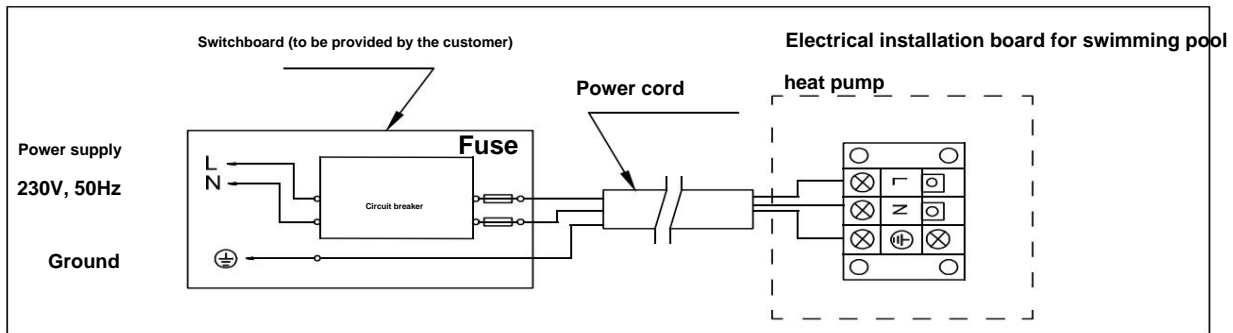 Switchboard (to be provided by the customer)
Electrical installation board for swimming pool
heat pump
Power cord
Power supply
230V, 50Hz
Ground
L
N
Fuse
Circuit breaker
L
N